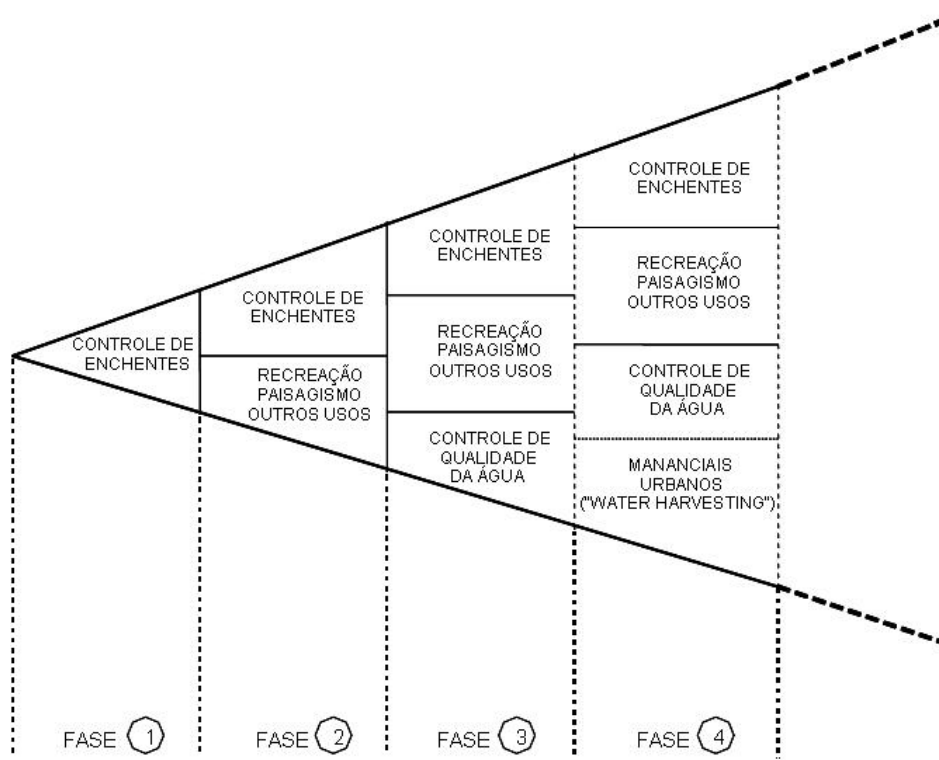 CONTROLE DE
ENCHENTES
CONTROLE DE
ENCHENTES
RECREAÇÃO
PAISAGISMO
OUTROS USOS
CONTROLE DE
ENCHENTES
RECREAÇÃO
PAISAGISMO
OUTROS USOS
CONTROLE DE
QUALIDADE
DA ÁGUA
CONTROLE DE
ENCHENTES
RECREAÇÃO
PAISAGISMO
OUTROS USOS
CONTROLE DE
QUALIDADE
DA ÁGUA
MANANCIAIS
URBANOS
("WATER HARVESTING")
FASE 1
FASE 2
FASE 3
FASE 4